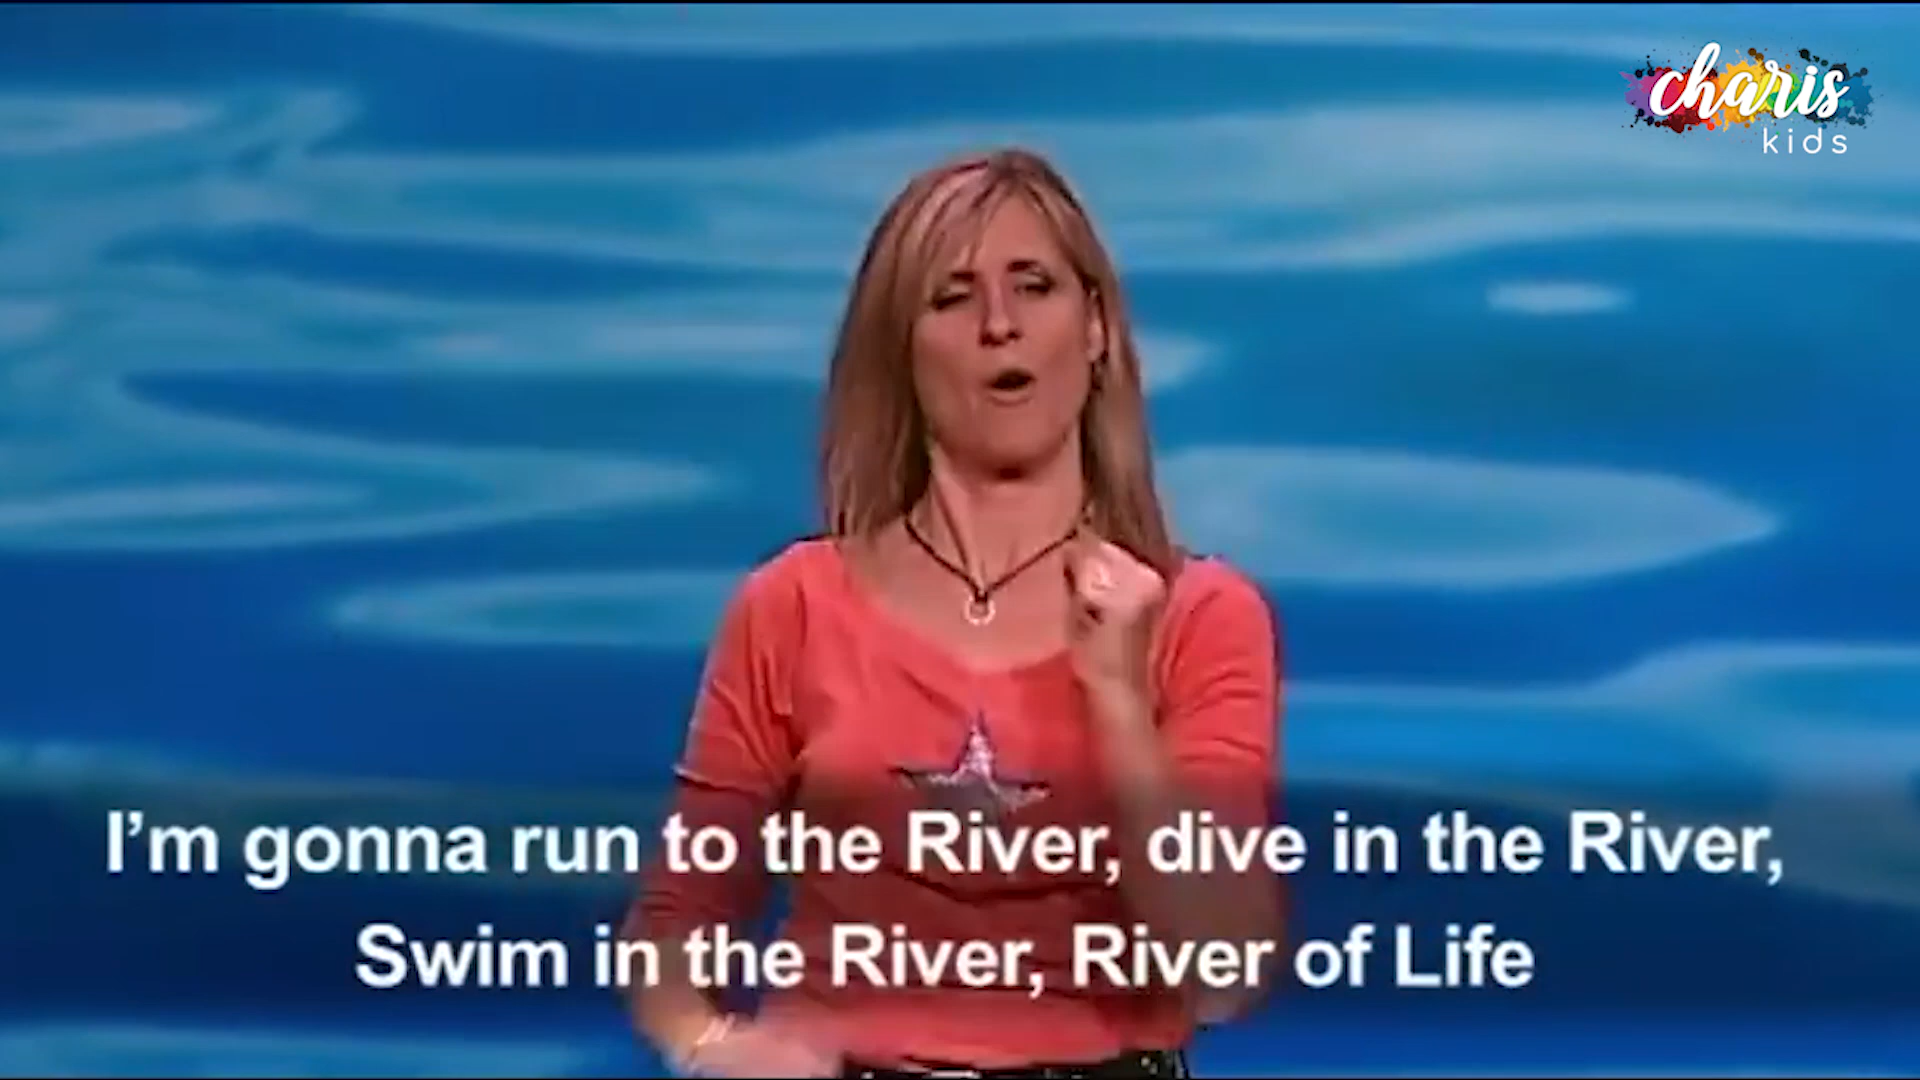 charis
kids
I’m gonna run to the River, dive in the River,
Swim in the River, River of Life